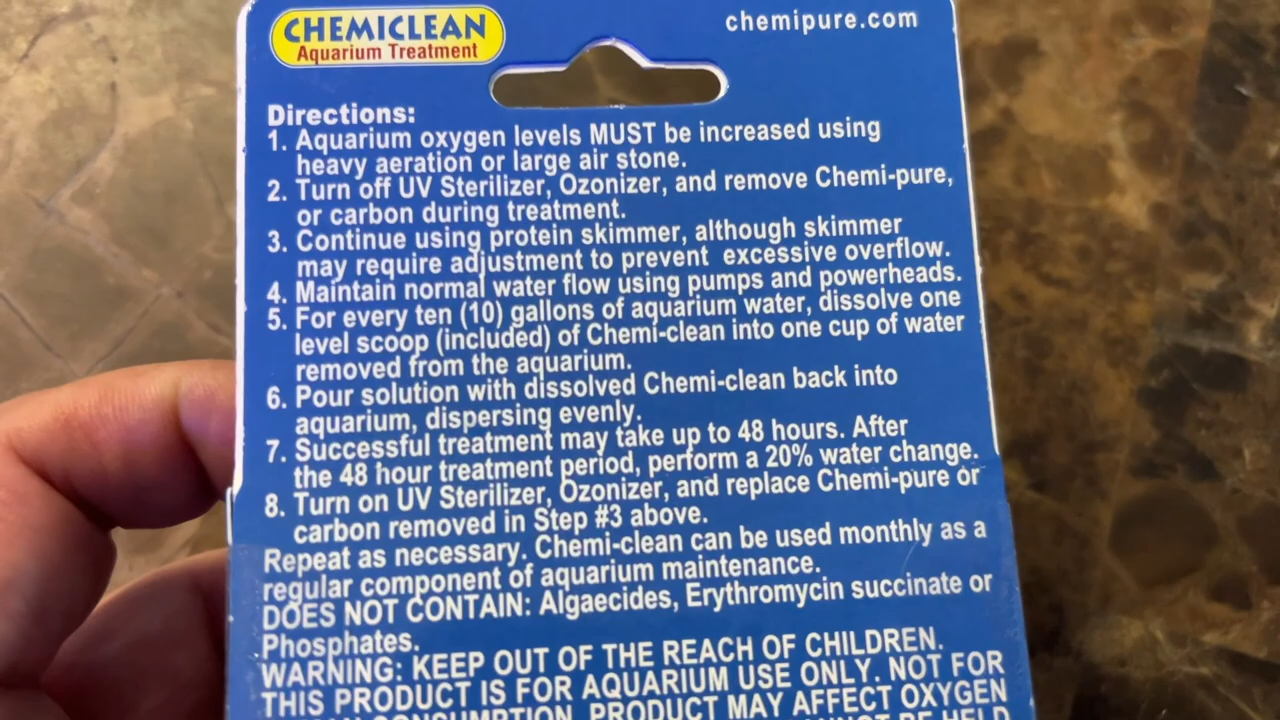 CHEMICLEAN
Aquarium Treatment
chemipure.com
Directions:
1. Aquarium oxygen levels MUST be increased using
heavy aeration or large air stone.
2. Turn off UV Sterilizer, Ozonizer, and remove Chemi-pure,
or carbon during treatment.
3. Continue using protein skimmer, although skimmer
may require adjustment to prevent excessive overflow.
4. Maintain normal water flow using pumps and powerheads.
5. For every ten (10) gallons of aquarium water, dissolve one
level scoop (included) of Chemi-clean into one cup of water
removed from the aquarium.
6. Pour solution with dissolved Chemi-clean back into
aquarium, dispersing evenly.
7. Successful treatment may take up to 48 hours. After
the 48 hour treatment period, perform a 20% water change.
8. Turn on UV Sterilizer, Ozonizer, and replace Chemi-pure or
carbon removed in Step #3 above.
Repeat as necessary. Chemi-clean can be used monthly as a
regular component of aquarium maintenance.
DOES NOT CONTAIN: Algaecides, Erythromycin succinate or
Phosphates.
WARNING: KEEP OUT OF THE REACH OF CHILDREN.
THIS PRODUCT IS FOR AQUARIUM USE ONLY. NOT FOR
CONSUMPTION. PRODUCT MAY AFFECT OXYGEN
BE HELD